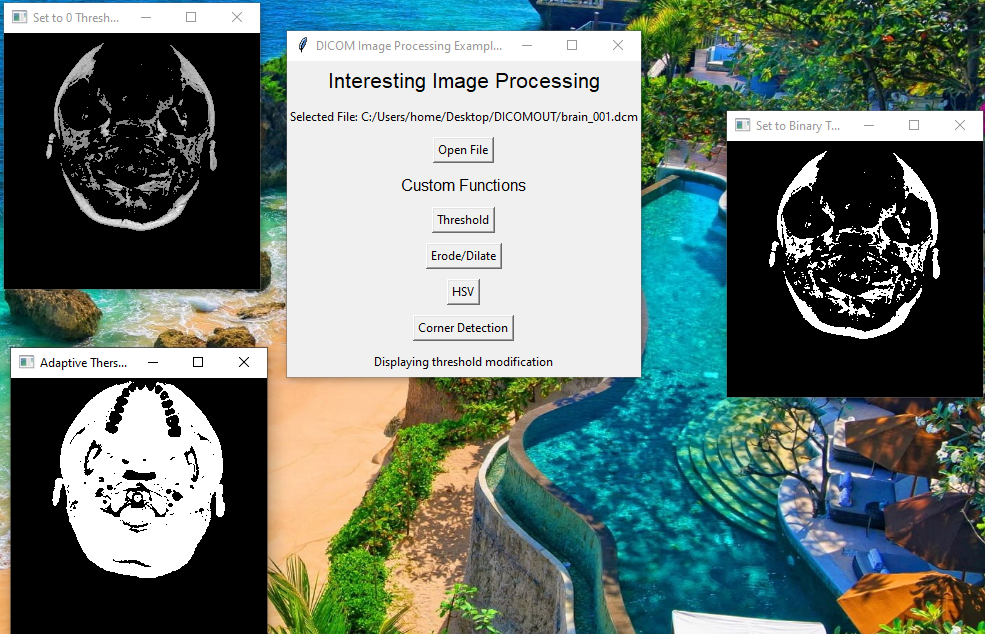 Set to 0 Thresh...
DICOM Image Processing Exampl...
Interesting Image Processing
Selected File: C:/Users/home/Desktop/DICOMOUT/brain_001.dcm
Open File
Custom Functions
Threshold
Erode/Dilate
HSV
Corner Detection
Displaying threshold modification
Set to Binary T...
Adaptive Thers...